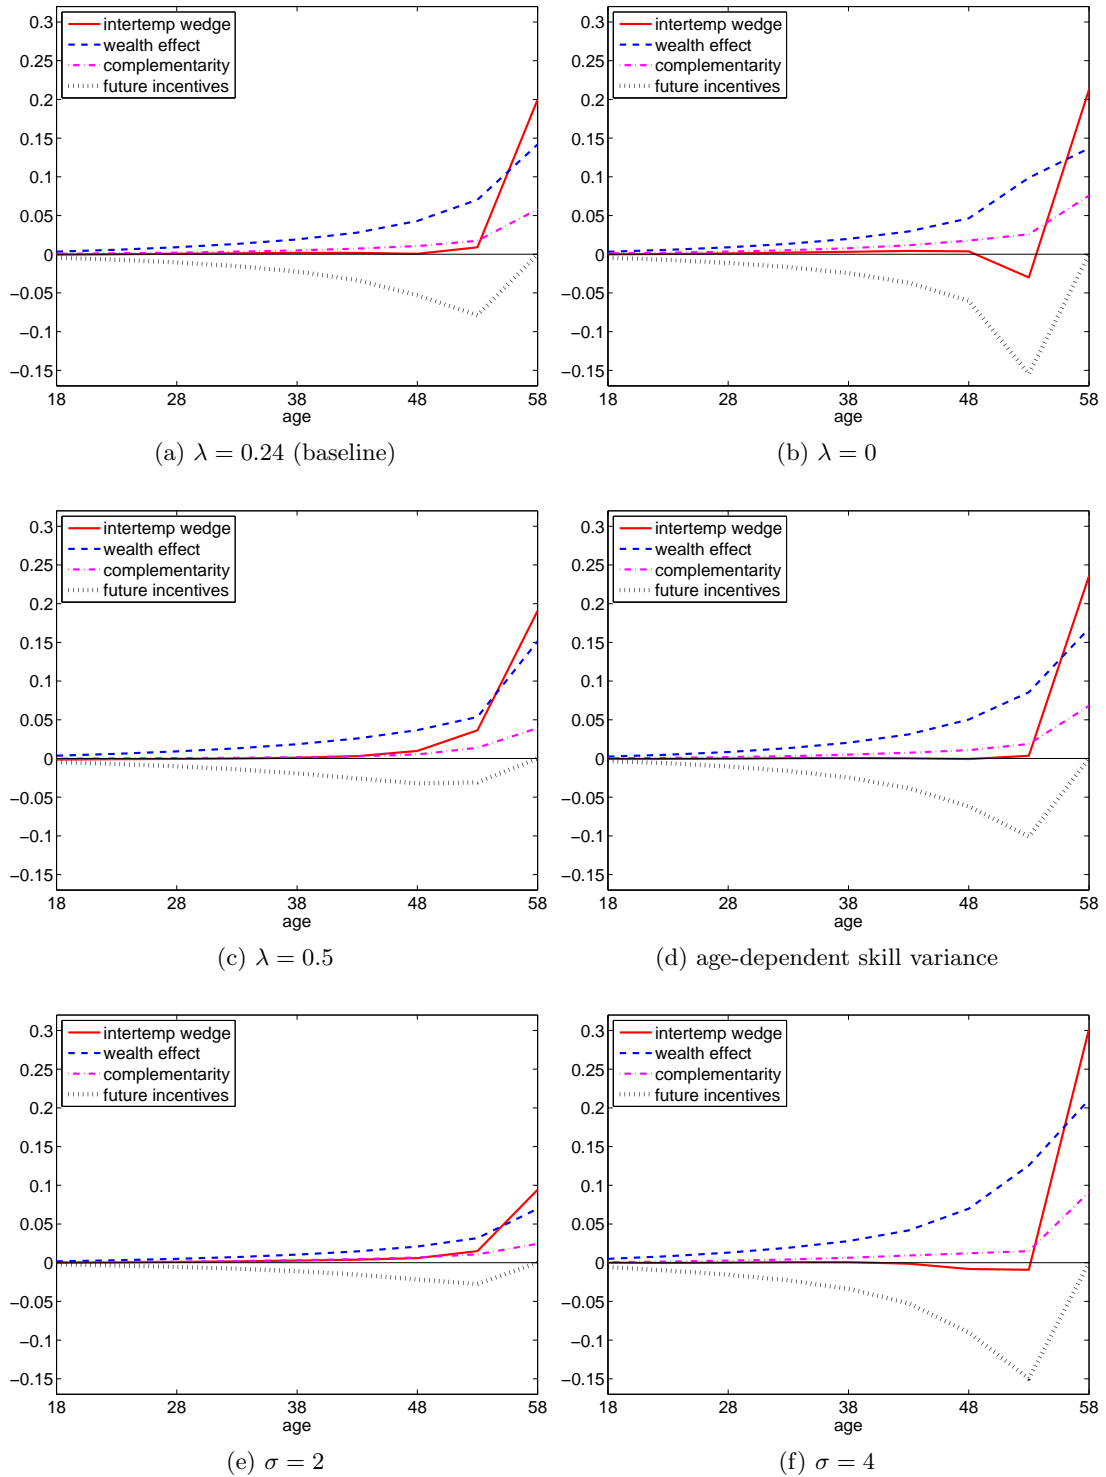 0.3
0.25
0.2
0.15
0.1
0.05
0
−0.05
−0.1
−0.15
intertemp wedge
wealth effect
complementarity
future incentives
18 28 38 48 58
age
(a) λ = 0.24 (baseline)
0.3
0.25
0.2
0.15
0.1
0.05
0
−0.05
−0.1
−0.15
intertemp wedge
wealth effect
complementarity
future incentives
18 28 38 48 58
age
(b) λ = 0
0.3
0.25
0.2
0.15
0.1
0.05
0
−0.05
−0.1
−0.15
intertemp wedge
wealth effect
complementarity
future incentives
18 28 38 48 58
age
(c) λ = 0.5
0.3
0.25
0.2
0.15
0.1
0.05
0
−0.05
−0.1
−0.15
intertemp wedge
wealth effect
complementarity
future incentives
18 28 38 48 58
age
(d) age-dependent skill variance
0.3
0.25
0.2
0.15
0.1
0.05
0
−0.05
−0.1
−0.15
intertemp wedge
wealth effect
complementarity
future incentives
18 28 38 48 58
age
(e) σ = 2
0.3
0.25
0.2
0.15
0.1
0.05
0
−0.05
−0.1
−0.15
intertemp wedge
wealth effect
complementarity
future incentives
18 28 38 48 58
age
(f) σ = 4